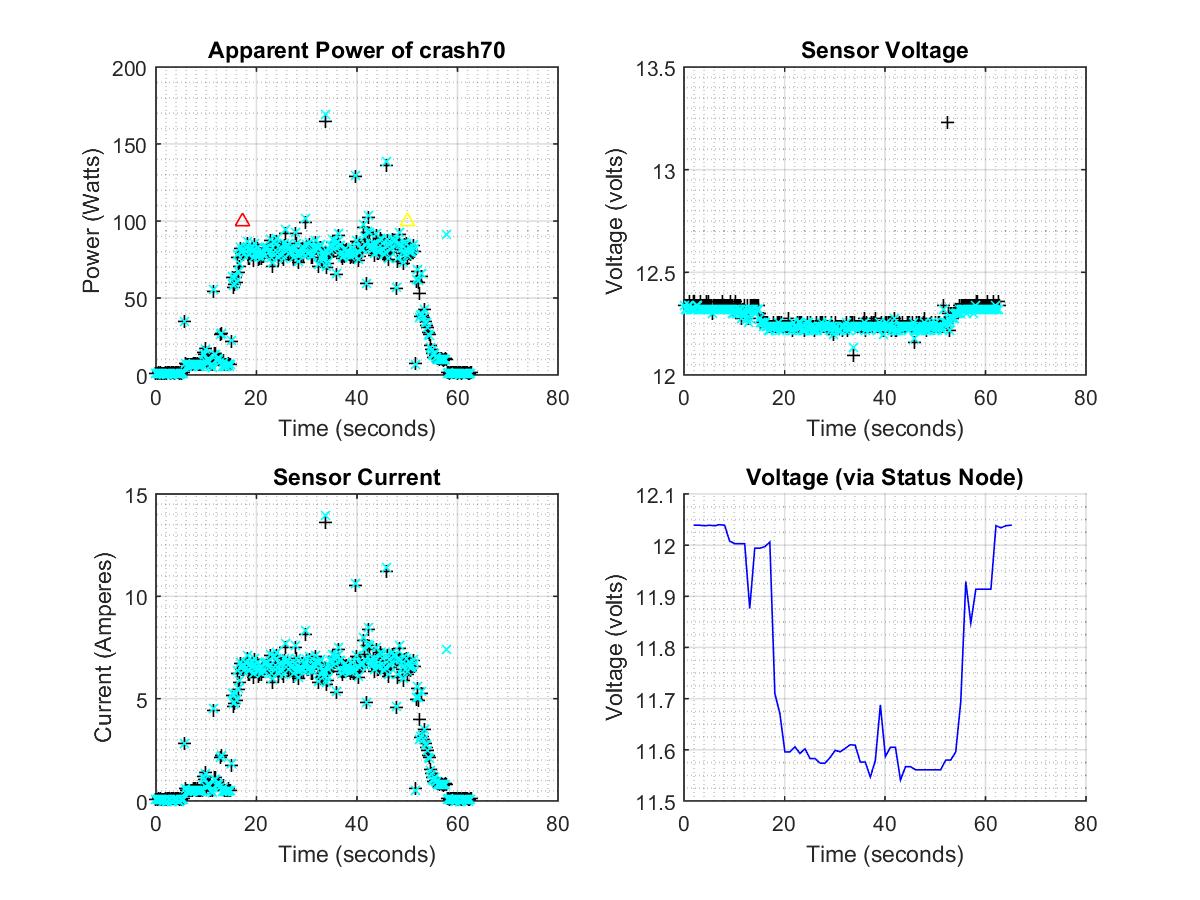 Apparent Power of crash70
200
150
100
50
0
Power (Watts)
0 20 40 60 80
Time (seconds)
Sensor Voltage
13.5
13
12.5
12
Voltage (volts)
0 20 40 60 80
Time (seconds)
Sensor Current
15
10
5
0
Current (Amperes)
0 20 40 60 80
Time (seconds)
Voltage (via Status Node)
12.1
12
11.9
11.8
11.7
11.6
11.5
Voltage (volts)
0 20 40 60 80
Time (seconds)